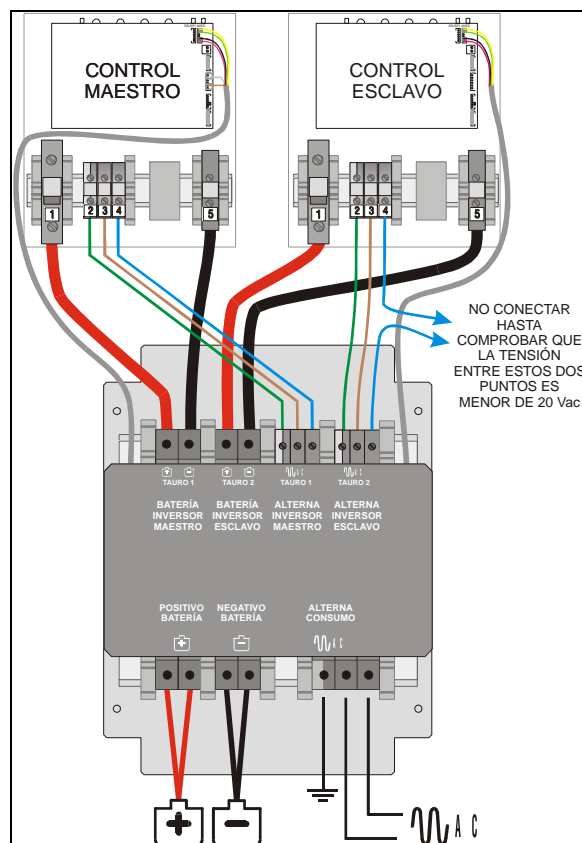 CONTROL
MAESTRO
CONTROL
ESCLAVO
1
2
3
4
5
1
2
3
4
5
NO CONECTAR
HASTA
COMPROBAR QUE
LA TENSIÓN
ENTRE ESTOS DOS
PUNTOS ES
MENOR DE 20 Vac
+
-
+
-
A C
A C
TAURO 1
TAURO 2
TAURO 1
TAURO 2
BATERÍA
INVERSOR
MAESTRO
BATERÍA
INVERSOR
ESCLAVO
ALTERNA
INVERSOR
MAESTRO
ALTERNA
INVERSOR
ESCLAVO
POSITIVO
BATERÍA
NEGATIVO
BATERÍA
ALTERNA
CONSUMO
+
-
A C
+
-
A C